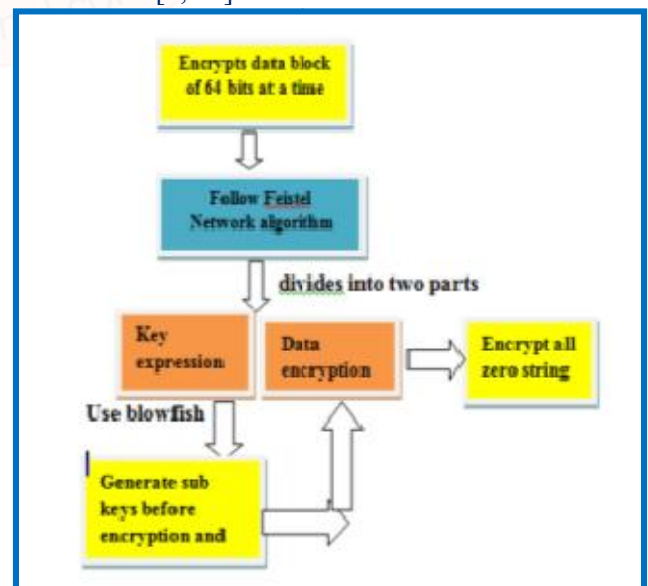 Encrypts data block
of 64 bits at a time
Follow Feistel
Network algorithm
divides into two parts
Key
expression
Data
encryption
Encrypt all
zero string
Use blowfish
Generate sub
keys before
encryption and